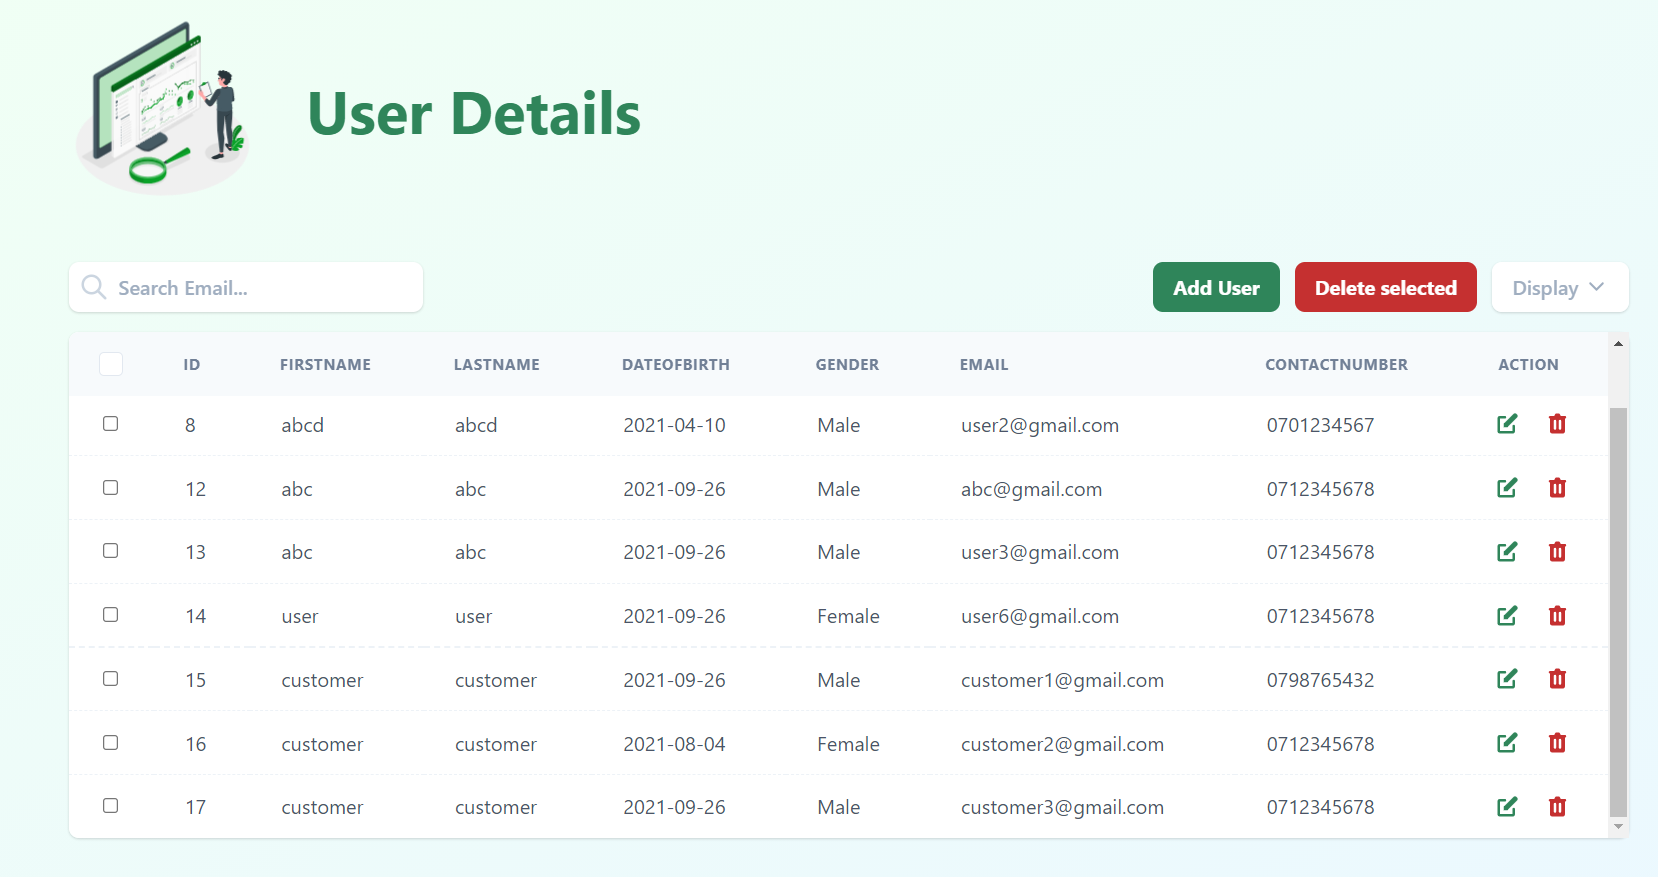 User Details
Search Email...
Add User
Delete selected
Display
ID FIRSTNAME LASTNAME DATEOFBIRTH GENDER EMAIL CONTACTNUMBER ACTION
8 abcd abcd 2021-04-10 Male user2@gmail.com 0701234567
12 abc abc 2021-09-26 Male abc@gmail.com 0712345678
13 abc abc 2021-09-26 Male user3@gmail.com 0712345678
14 user user 2021-09-26 Female user6@gmail.com 0712345678
15 customer customer 2021-09-26 Male customer1@gmail.com 0798765432
16 customer customer 2021-08-04 Female customer2@gmail.com 0712345678
17 customer customer 2021-09-26 Male customer3@gmail.com 0712345678